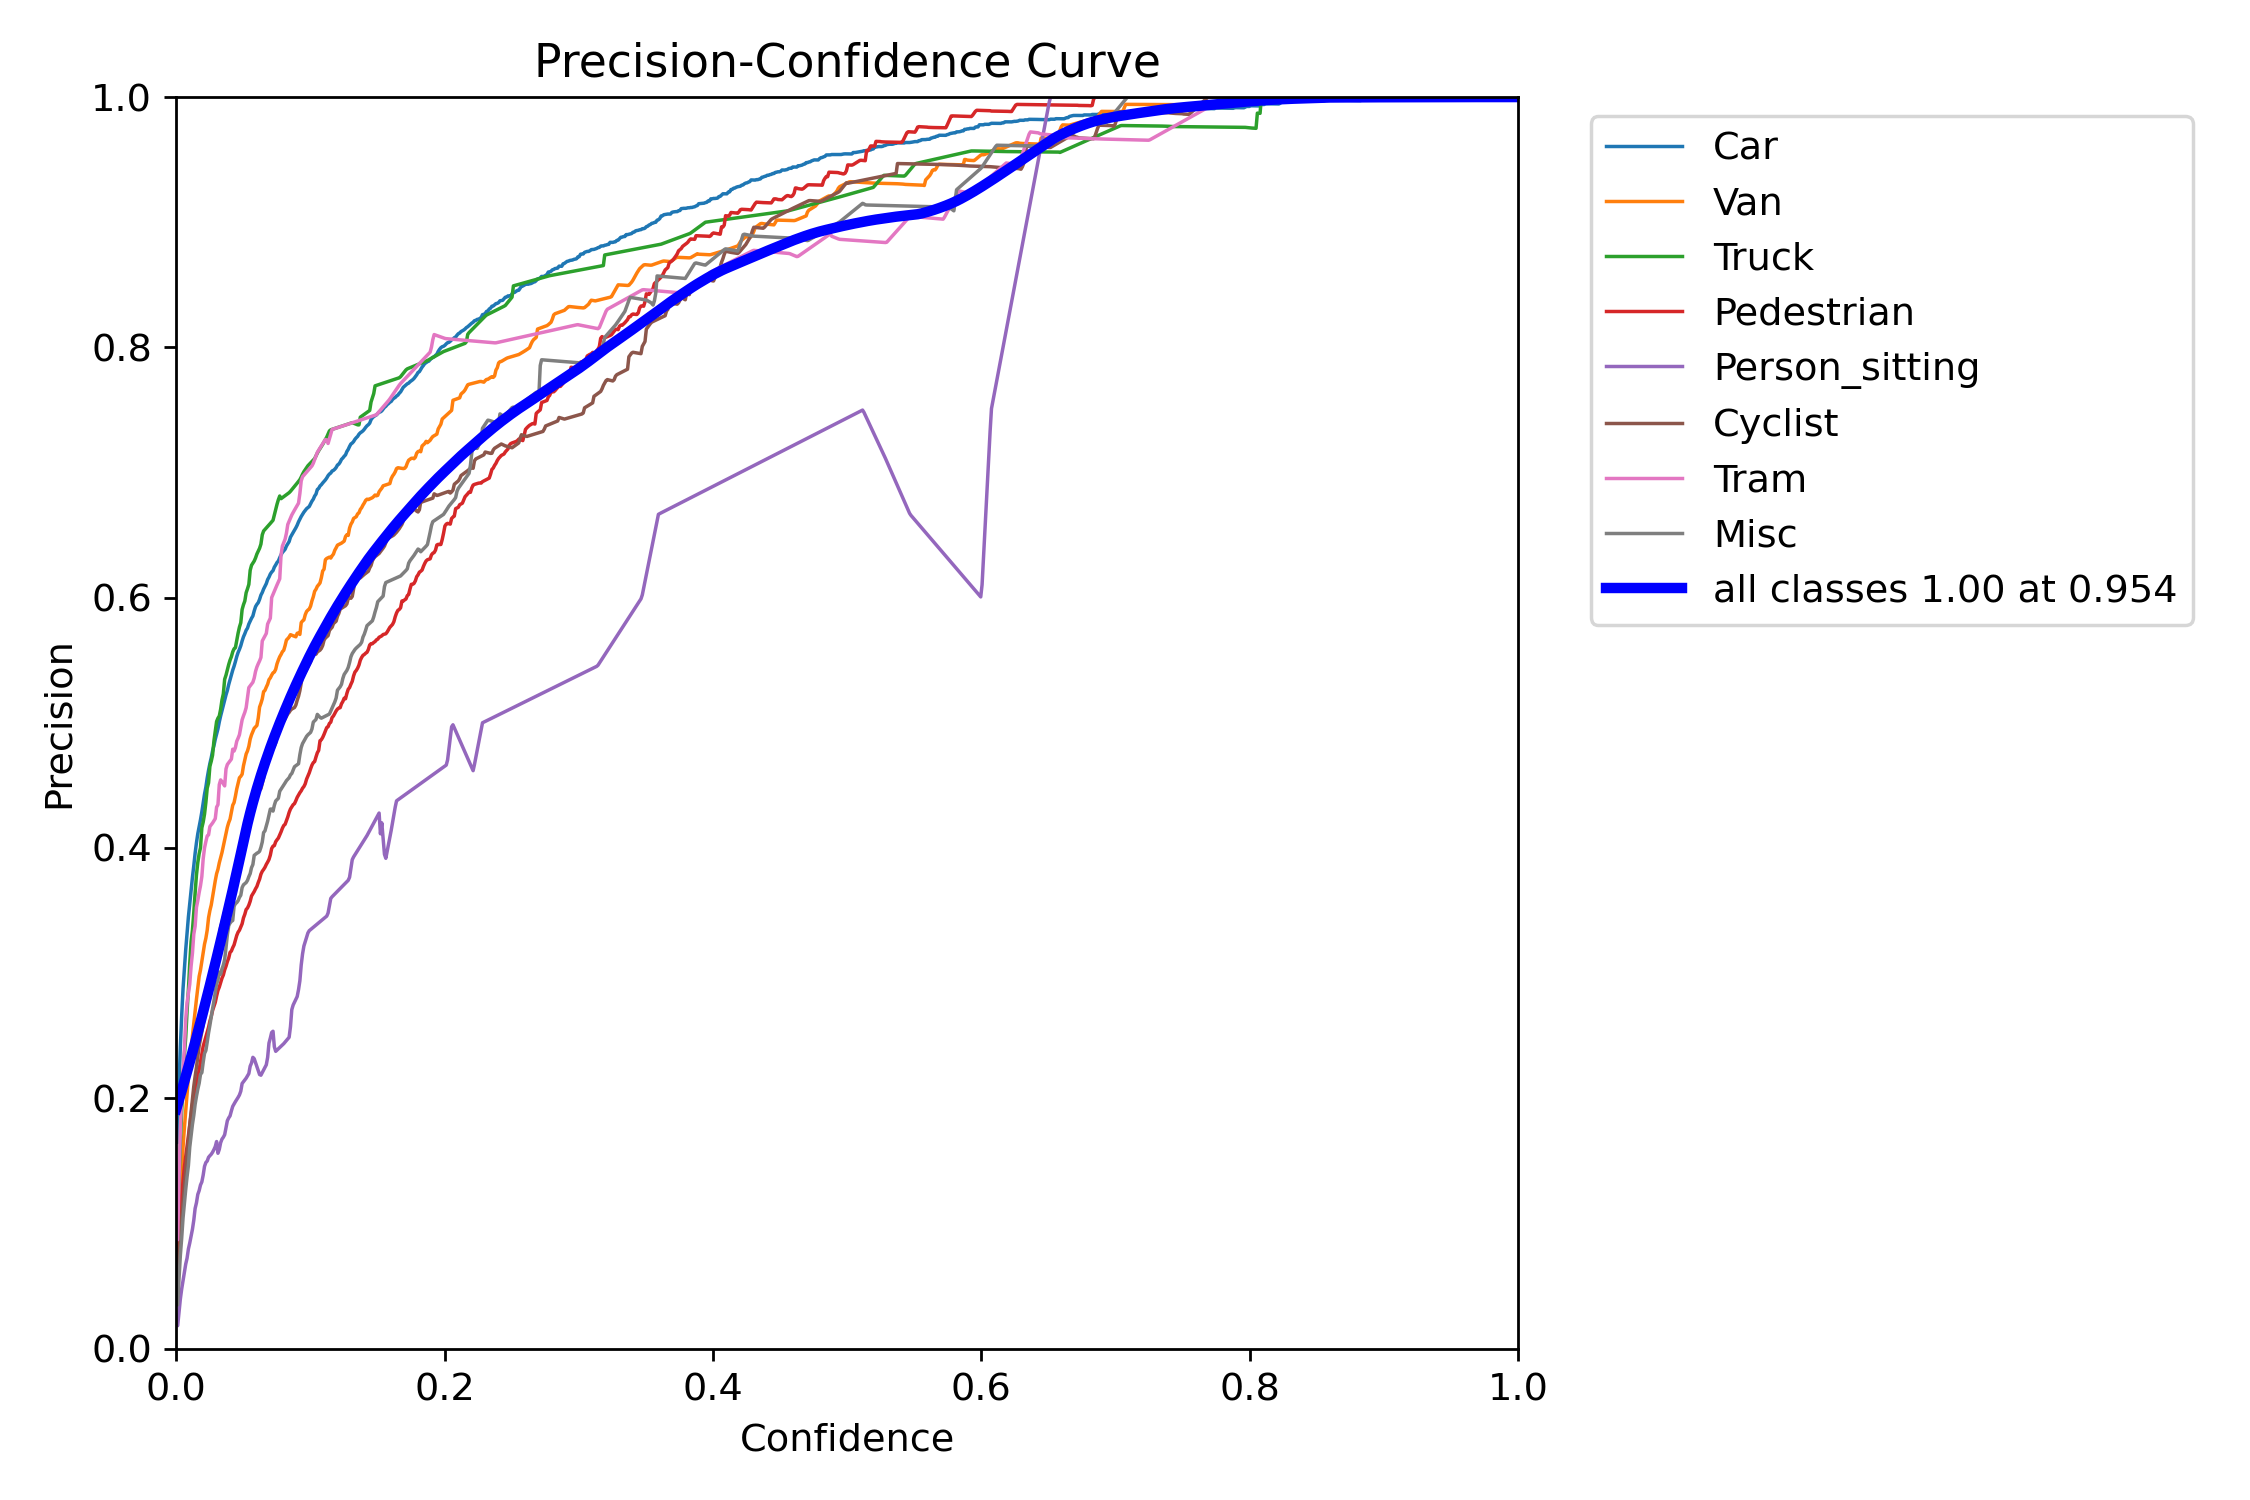 Precision-Confidence Curve
1.0
0.8
0.6
0.4
0.2
0.0
Precision
0.0 0.2 0.4 0.6 0.8 1.0
Confidence
Car
Van
Truck
Pedestrian
Person_sitting
Cyclist
Tram
Misc
all classes 1.00 at 0.954